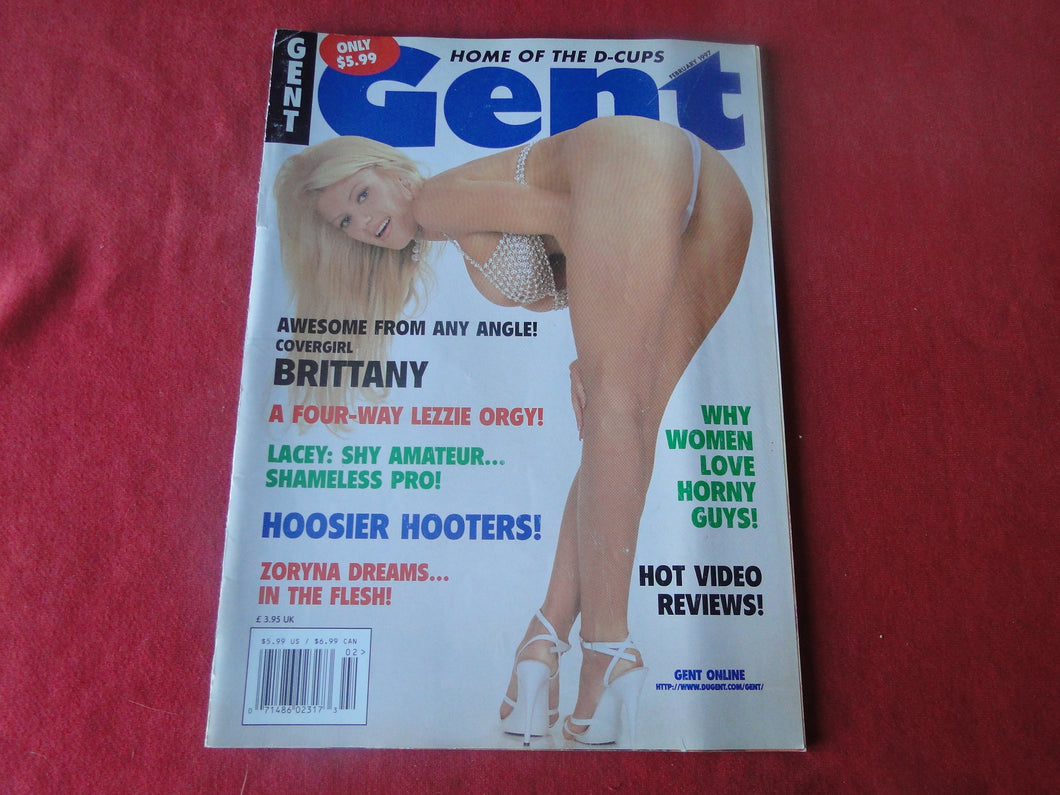 GENT
ONLY
$5.99
HOME OF THE D-CUPS
FEBRUARY 1997
Gent
AWESOME FROM ANY ANGLE!
COVERGIRL
BRITTANY
A FOUR-WAY LEZZIE ORGY!
LACEY: SHY AMATEUR...
SHAMELESS PRO!
HOOSIER HOOTERS!
ZORYNA DREAMS...
IN THE FLESH!
£ 3.95 UK
$5.99 US / $6.99 CAN
02>
0 71486 02317 3
WHY
WOMEN
LOVE
HORNY
GUYS!
HOT VIDEO
REVIEWS!
GENT ONLINE
HTTP://WWW.DUGENT.COM/GENT/